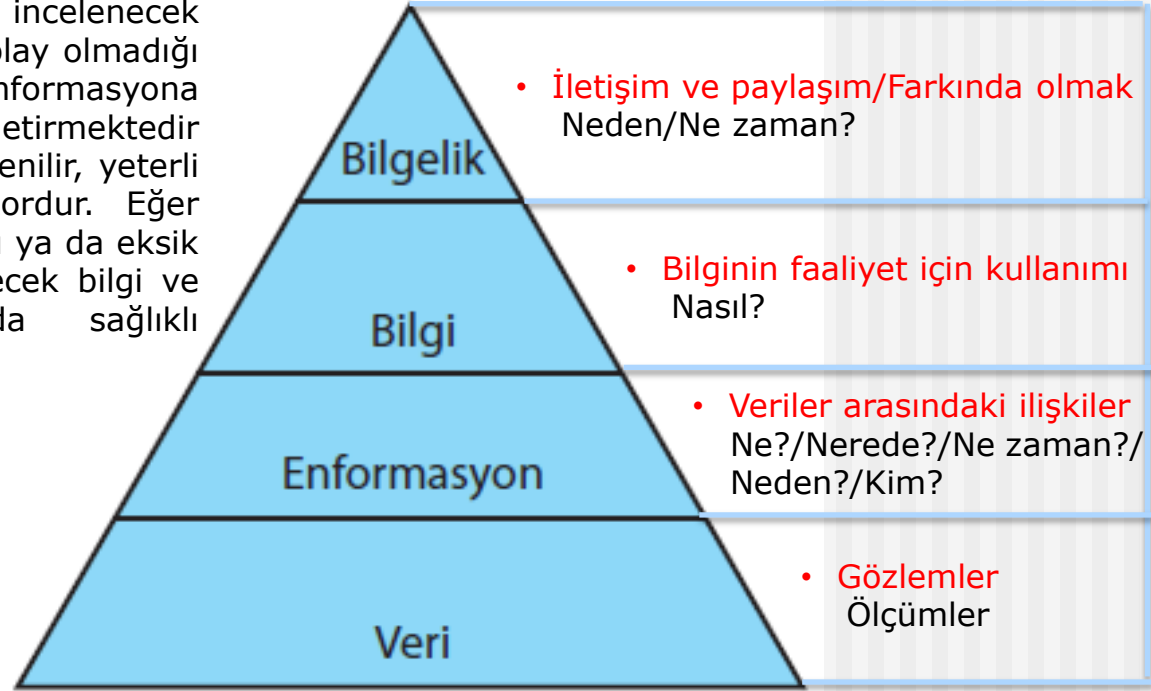 incelenecek
olay olmadığı
nformasyona
etirmektedir
enilir, yeterli
ordur. Eğer
ya da eksik
ecek bilgi ve
da sağlıklı
• İletişim ve paylaşım/Farkında olmak
Neden/Ne zaman?
Bilgelik
• Bilginin faaliyet için kullanımı
Nasıl?
Bilgi
• Veriler arasındaki ilişkiler
Ne?/Nerede?/Ne zaman?/
Neden?/Kim?
Enformasyon
• Gözlemler
Ölçümler
Veri